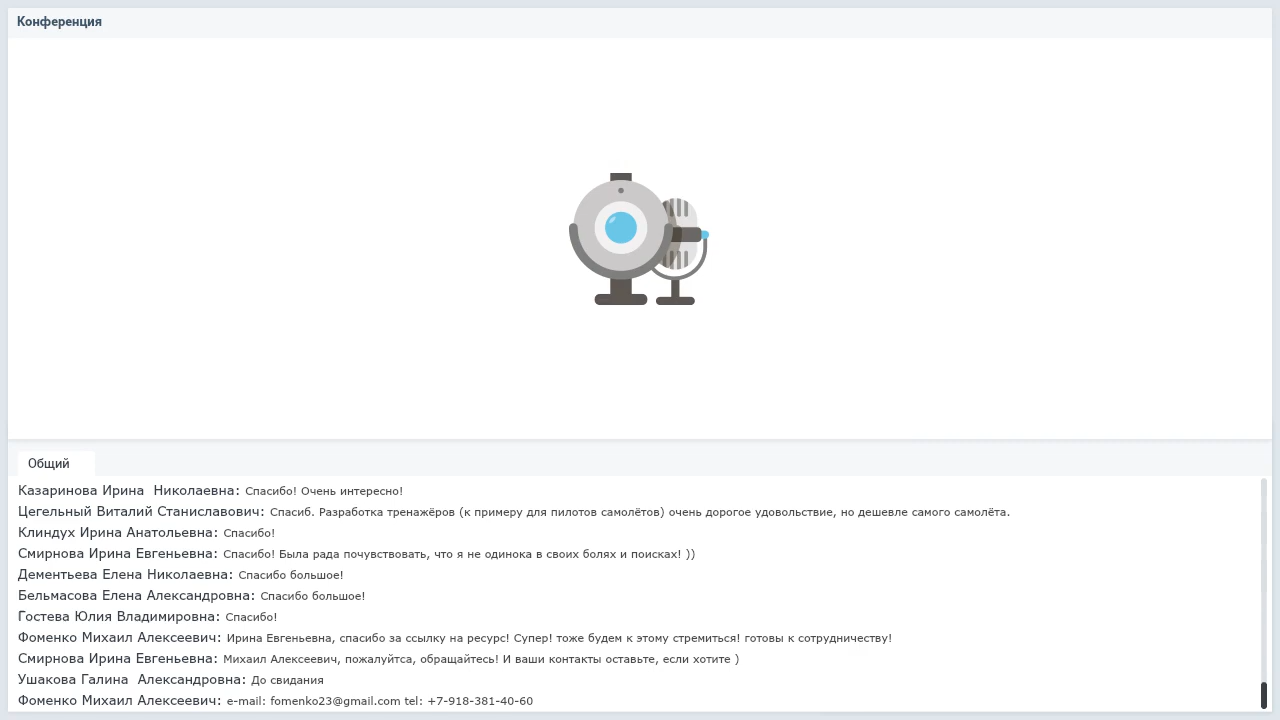 Конференция
Общий
Казаринова Ирина  Николаевна: Спасибо! Очень интересно!
Цегельный Виталий Станиславович: Спасиб. Разработка тренажёров (к примеру для пилотов самолётов) очень дорогое удовольствие, но дешевле самого самолёта.
Клиндух Ирина Анатольевна: Спасибо!
Смирнова Ирина Евгеньевна: Спасибо! Была рада почувствовать, что я не одинока в своих болях и поисках! ))
Дементьева Елена Николаевна: Спасибо большое!
Бельмасова Елена Александровна: Спасибо большое!
Гостева Юлия Владимировна: Спасибо!
Фоменко Михаил Алексеевич: Ирина Евгеньевна, спасибо за ссылку на ресурс! Супер! тоже будем к этому стремиться! готовы к сотрудничеству!
Смирнова Ирина Евгеньевна: Михаил Алексеевич, пожалуйтса, обращайтесь! И ваши контакты оставьте, если хотите )
Ушакова Галина  Александровна: До свидания
Фоменко Михаил Алексеевич: e-mail: fomenko23@gmail.com tel: +7-918-381-40-60